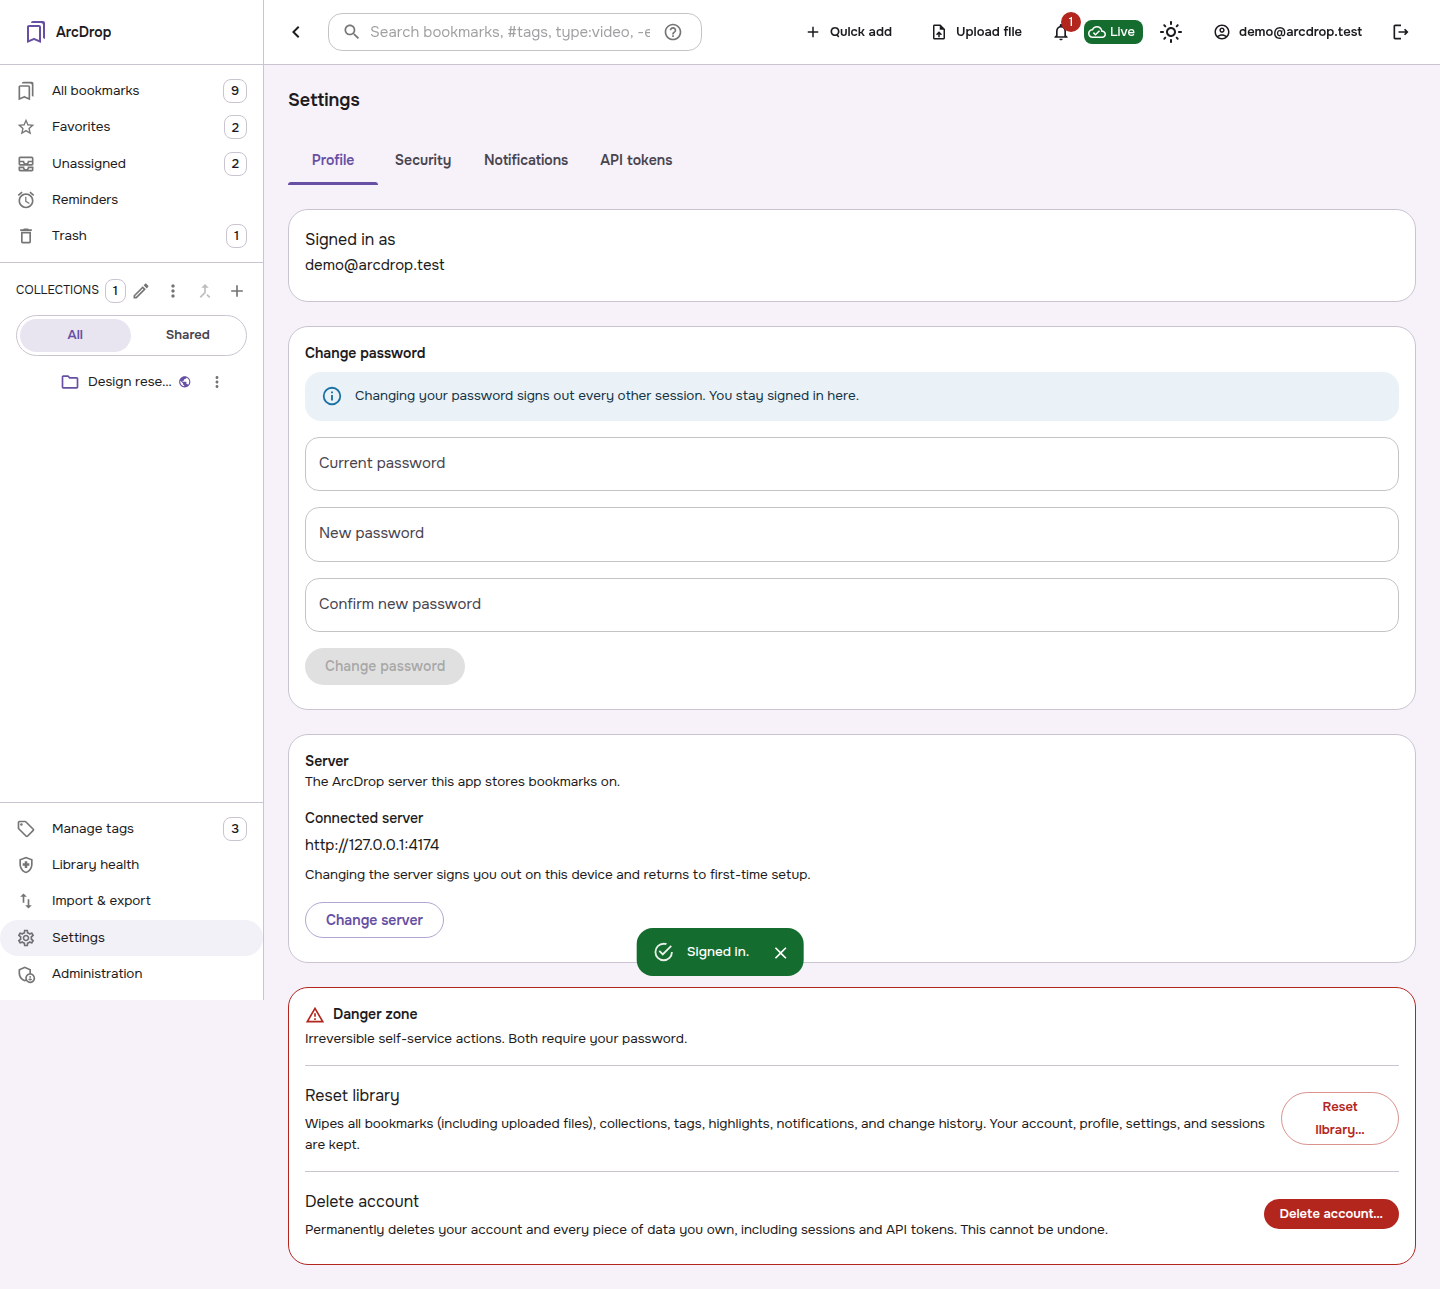 ArcDrop
Search bookmarks, #tags, type:video, -e
Quick add
Upload file
1
Live
demo@arcdrop.test
All bookmarks 9
Favorites 2
Unassigned 2
Reminders
Trash 1
COLLECTIONS 1
All Shared
Design rese...
Manage tags 3
Library health
Import & export
Settings
Administration
Settings
Profile Security Notifications API tokens
Signed in as
demo@arcdrop.test
Change password
Changing your password signs out every other session. You stay signed in here.
Current password
New password
Confirm new password
Change password
Server
The ArcDrop server this app stores bookmarks on.
Connected server
http://127.0.0.1:4174
Changing the server signs you out on this device and returns to first-time setup.
Change server
Signed in.
Danger zone
Irreversible self-service actions. Both require your password.
Reset library
Wipes all bookmarks (including uploaded files), collections, tags, highlights, notifications, and change history. Your account, profile, settings, and sessions
are kept.
Reset
library...
Delete account
Permanently deletes your account and every piece of data you own, including sessions and API tokens. This cannot be undone.
Delete account...